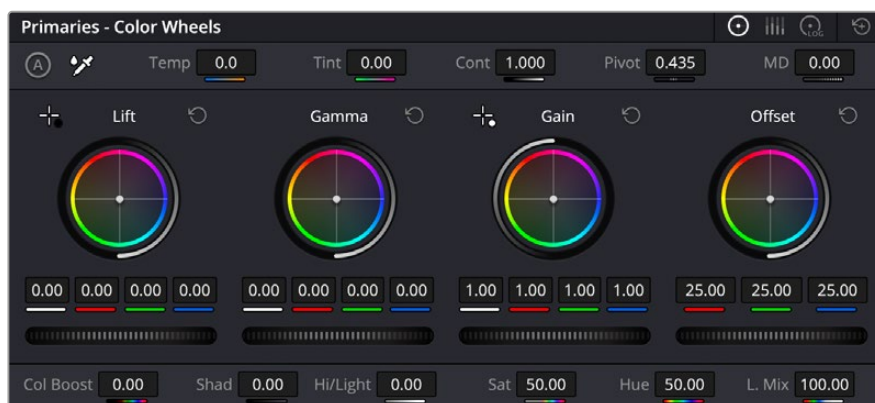 Primaries - Color Wheels
LOG
A Temp 0.0 Tint 0.00 Cont 1.000 Pivot 0.435 MD 0.00
Lift Gamma Gain Offset
0.00 0.00 0.00 0.00 0.00 0.00 0.00 0.00 1.00 1.00 1.00 1.00 25.00 25.00 25.00
Col Boost 0.00 Shad 0.00 Hi/Light 0.00 Sat 50.00 Hue 50.00 L. Mix 100.00